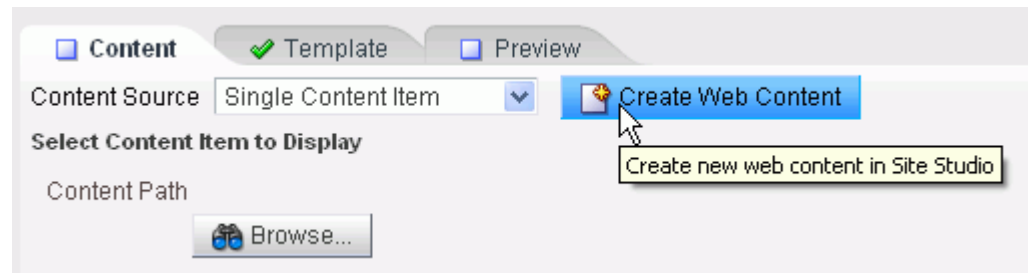 Content Template Preview
Content Source Single Content Item Create Web Content
Select Content Item to Display
Create new web content in Site Studio
Content Path
Browse...